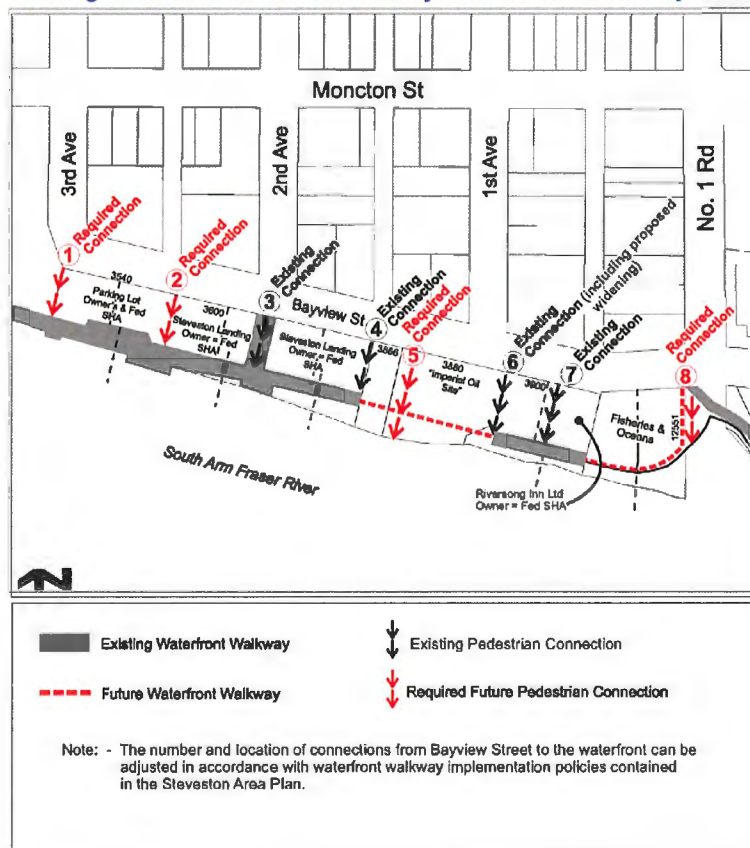 Moncton St
3rd Ave
2nd Ave
1st Ave
No. 1 Rd
1 Required
Connection
2 Required
Connection
3 Existing
Connection
4 Existing
Connection
5 Required
Connection
6 Existing
Connection (including proposed
widening)
7 Existing
Connection
8 Required
Connection
Bayview St
3540
Parking Lot
Owner's & Fed
SHA
3600
Steveston Landing
Owner = Fed
SHA
Steveston Landing
Owner = Fed
SHA
3866
3880
"Imperial Oil
Site"
3900
Fisheries &
Oceans
12551
Riversong Inn Ltd
Owner = Fed SHA
South Arm Fraser River
Existing Waterfront Walkway
Existing Pedestrian Connection
Future Waterfront Walkway
Required Future Pedestrian Connection
Note: - The number and location of connections from Bayview Street to the waterfront can be
adjusted in accordance with waterfront walkway implementation policies contained
in the Steveston Area Plan.